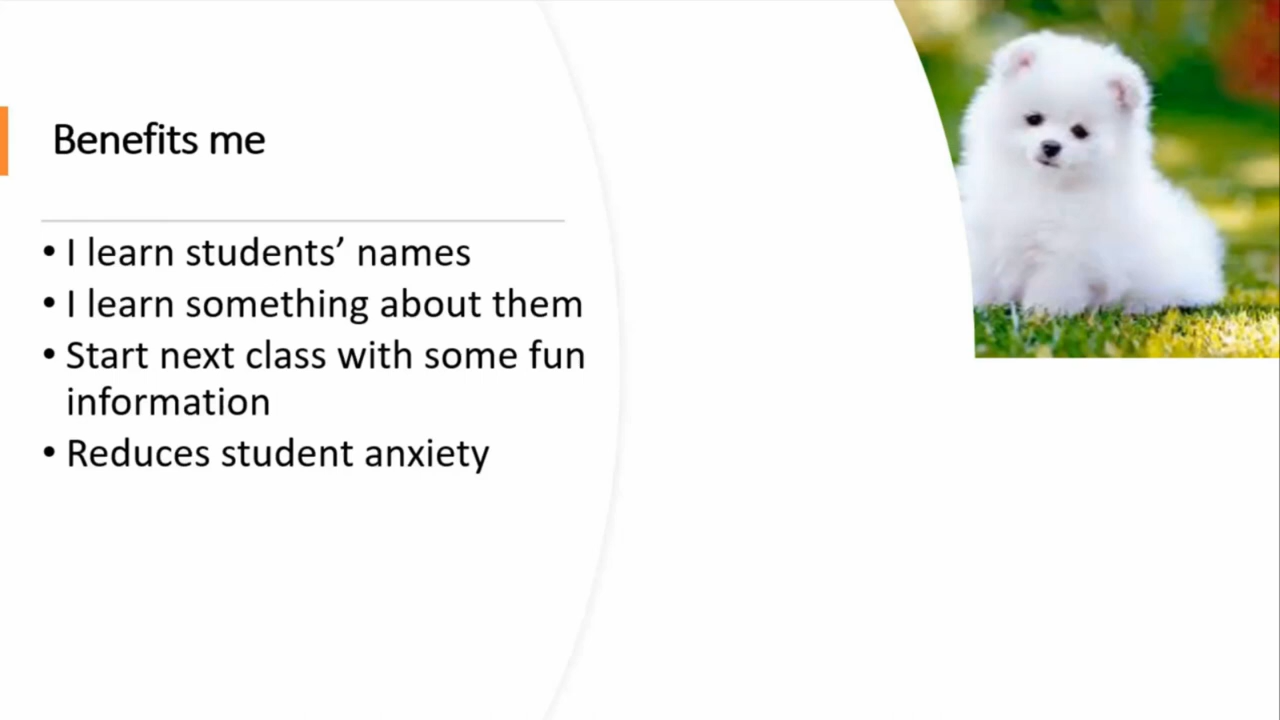 Benefits me
• I learn students’ names
• I learn something about them
• Start next class with some fun
information
• Reduces student anxiety